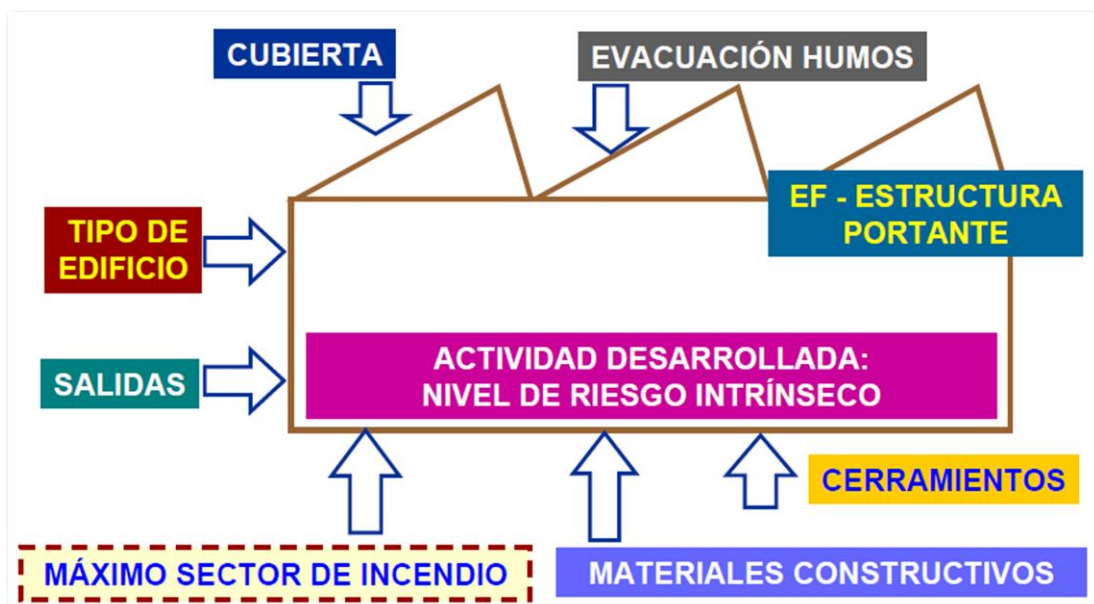 CUBIERTA
EVACUACIÓN HUMOS
EF - ESTRUCTURA
PORTANTE
TIPO DE
EDIFICIO
SALIDAS
ACTIVIDAD DESARROLLADA:
NIVEL DE RIESGO INTRÍNSECO
CERRAMIENTOS
MÁXIMO SECTOR DE INCENDIO
MATERIALES CONSTRUCTIVOS